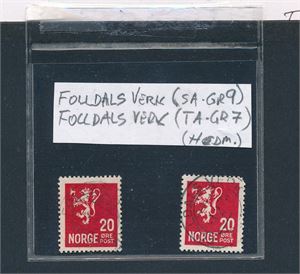 FOLLDALS VERK (SA-GR9)
FOLLDALS VERK (TA-GR7)
(HEDM.)
20
NORGE ØRE
POST
20
NORGE ØRE
POST